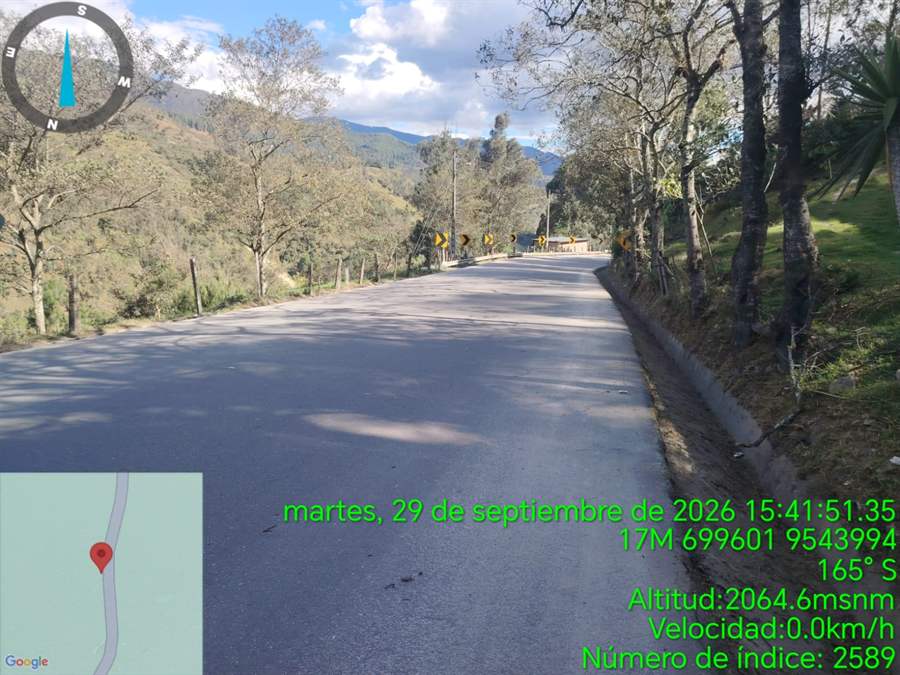 S
E
W
N
martes, 29 de septiembre de 2026 15:41:51.35
17M 699601 9543994
165° S
Altitud:2064.6msnm
Velocidad:0.0km/h
Número de índice: 2589
Google